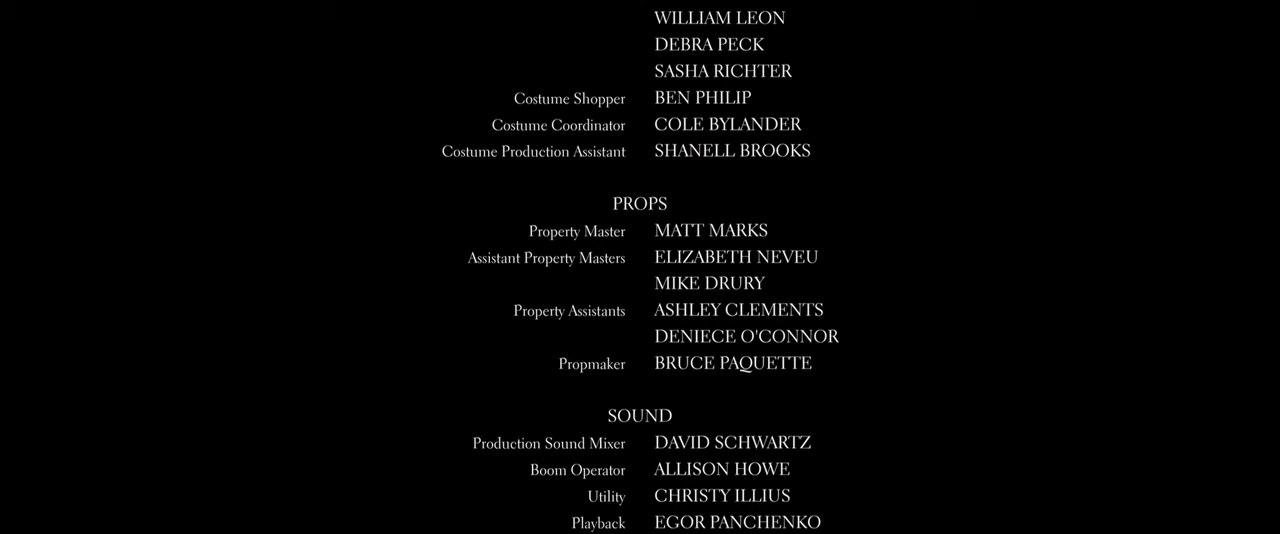 WILLIAM LEON
DEBRA PECK
SASHA RICHTER
Costume Shopper BEN PHILIP
Costume Coordinator COLE BYLANDER
Costume Production Assistant SHANELL BROOKS
PROPS
Property Master MATT MARKS
Assistant Property Masters ELIZABETH NEVEU
MIKE DRURY
Property Assistants ASHLEY CLEMENTS
DENIECE O'CONNOR
Propmaker BRUCE PAQUETTE
SOUND
Production Sound Mixer DAVID SCHWARTZ
Boom Operator ALLISON HOWE
Utility CHRISTY ILLIUS
Playback EGOR PANCHENKO